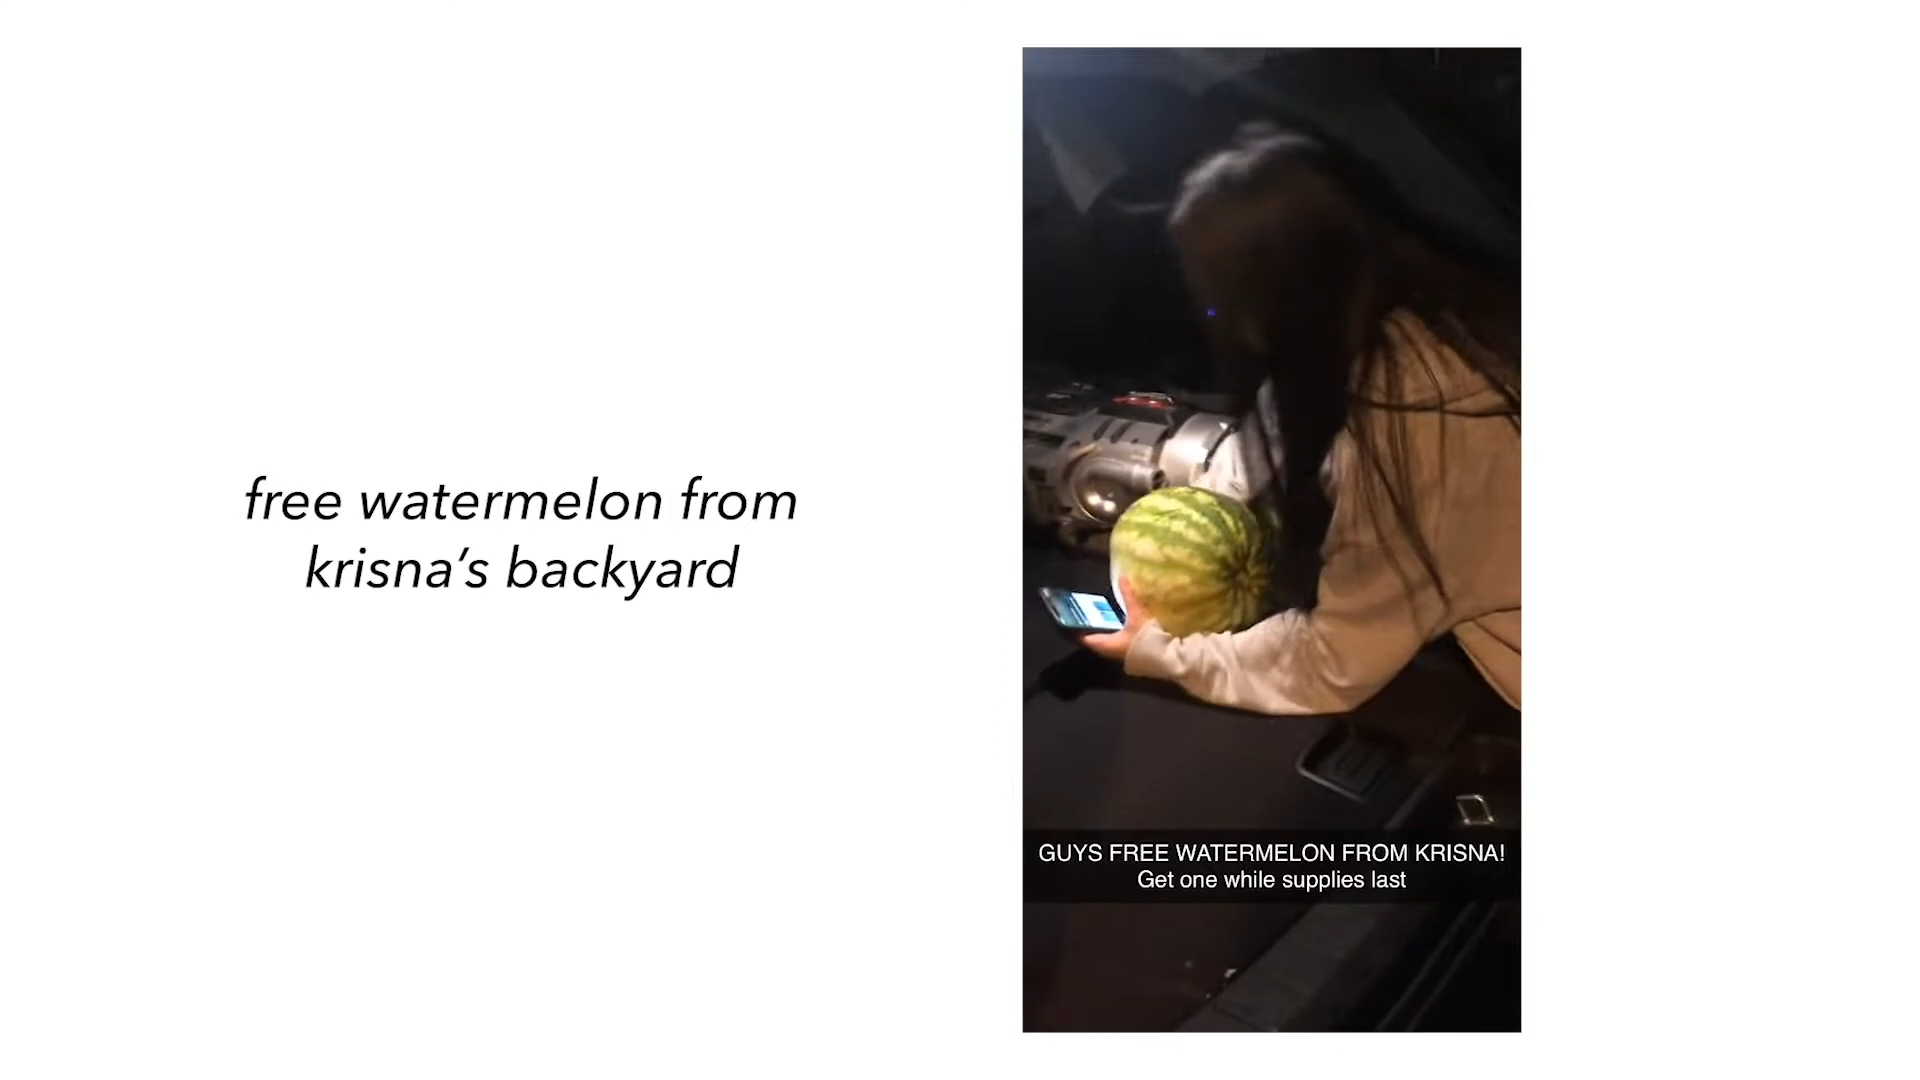 free watermelon from
krisna’s backyard
GUYS FREE WATERMELON FROM KRISNA!
Get one while supplies last